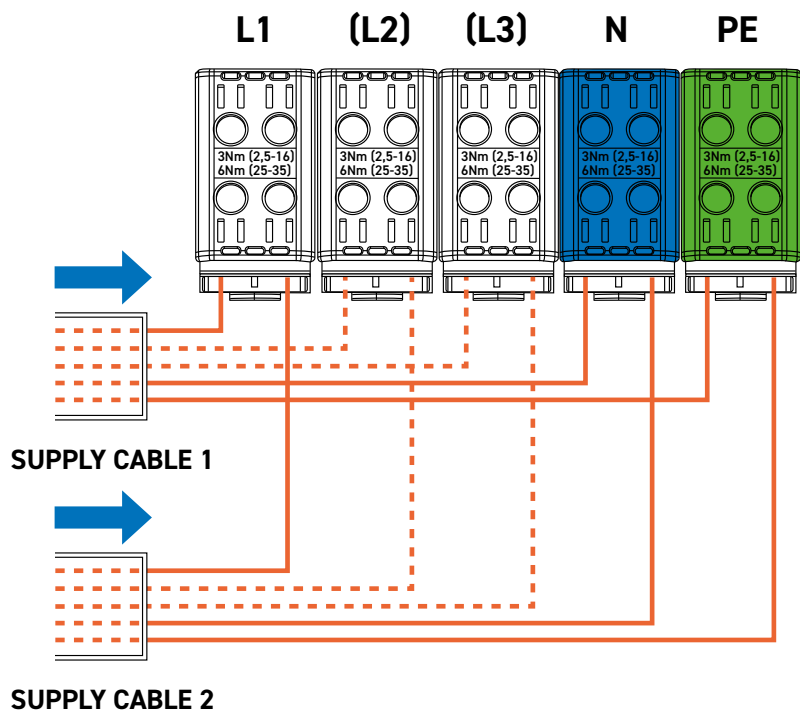 L1 (L2) (L3) N PE
3Nm (2,5-16) 3Nm (2,5-16) 3Nm (2,5-16) 3Nm (2,5-16) 3Nm (2,5-16)
6Nm (25-35) 6Nm (25-35) 6Nm (25-35) 6Nm (25-35) 6Nm (25-35)
SUPPLY CABLE 1
SUPPLY CABLE 2